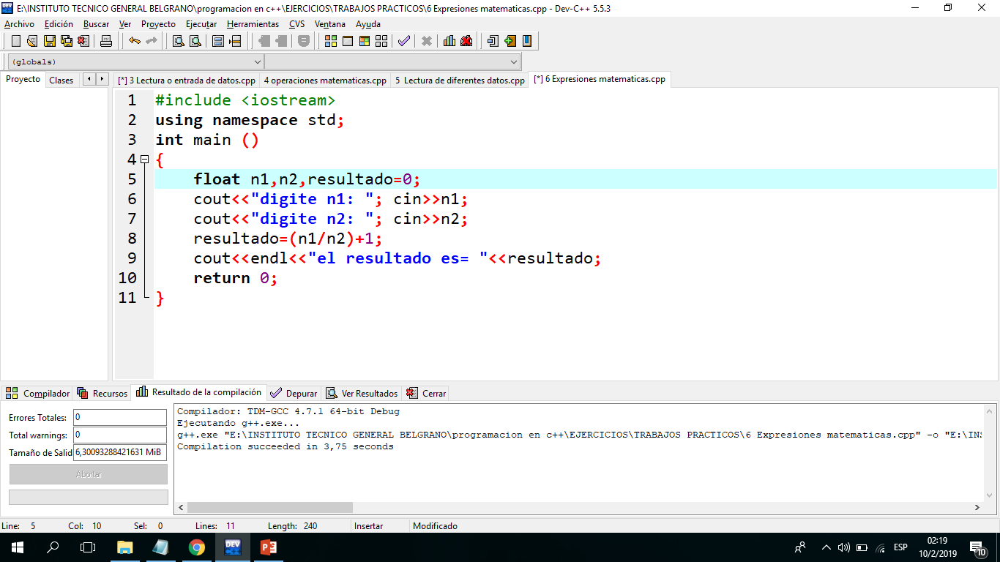 E:\INSTITUTO TECNICO GENERAL BELGRANO\programacion en c++\EJERCICIOS\TRABAJOS PRACTICOS\6 Expresiones matematicas.cpp - Dev-C++ 5.5.3
Archivo Edición Buscar Ver Proyecto Ejecutar Herramientas CVS Ventana Ayuda
(globals)
Proyecto Clases [*] 3 Lectura o entrada de datos.cpp 4 operaciones matematicas.cpp 5 Lectura de diferentes datos.cpp [*] 6 Expresiones matematicas.cpp
1 #include <iostream>
2 using namespace std;
3 int main ()
4 {
5 float n1,n2,resultado=0;
6 cout<<"digite n1: "; cin>>n1;
7 cout<<"digite n2: "; cin>>n2;
8 resultado=(n1/n2)+1;
9 cout<<endl<<"el resultado es= "<<resultado;
10 return 0;
11 }
Compilador Recursos Resultado de la compilación Depurar Ver Resultados Cerrar
Errores Totales: 0
Total warnings: 0
Tamaño de Salid 6,30093288421631 MiB
Abortar
Compilador: TDM-GCC 4.7.1 64-bit Debug
Ejecutando g++.exe...
g++.exe "E:\INSTITUTO TECNICO GENERAL BELGRANO\programacion en c++\EJERCICIOS\TRABAJOS PRACTICOS\6 Expresiones matematicas.cpp" -o "E:\INS
Compilation succeeded in 3,75 seconds
Line: 5 Col: 10 Sel: 0 Lines: 11 Length: 240 Insertar Modificado
DEV C++
ESP
02:19
10/2/2019
10